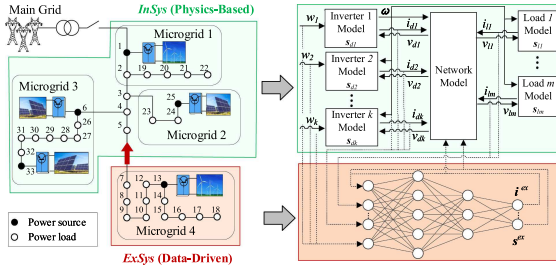 Main Grid
InSys (Physics-Based)
Microgrid 1
1
2 19 20 21 22
Microgrid 3
3
4
5
6
23 24
25
26
27
Microgrid 2
31 30 29 28
32
33
7
8
9
10
11
12 13
14
15 16 17 18
Microgrid 4
Power source
Power load
ExSys (Data-Driven)
w1
w2
wk
Inverter 1
Model
sd1
Inverter 2
Model
sd2
Inverter k
Model
sdk
ω
id1
vd1
id2
vd2
idk
vdk
Network
Model
il1
vl1
ilm
vlm
Load 1
Model
sl1
Load m
Model
slm
i ex
s ex